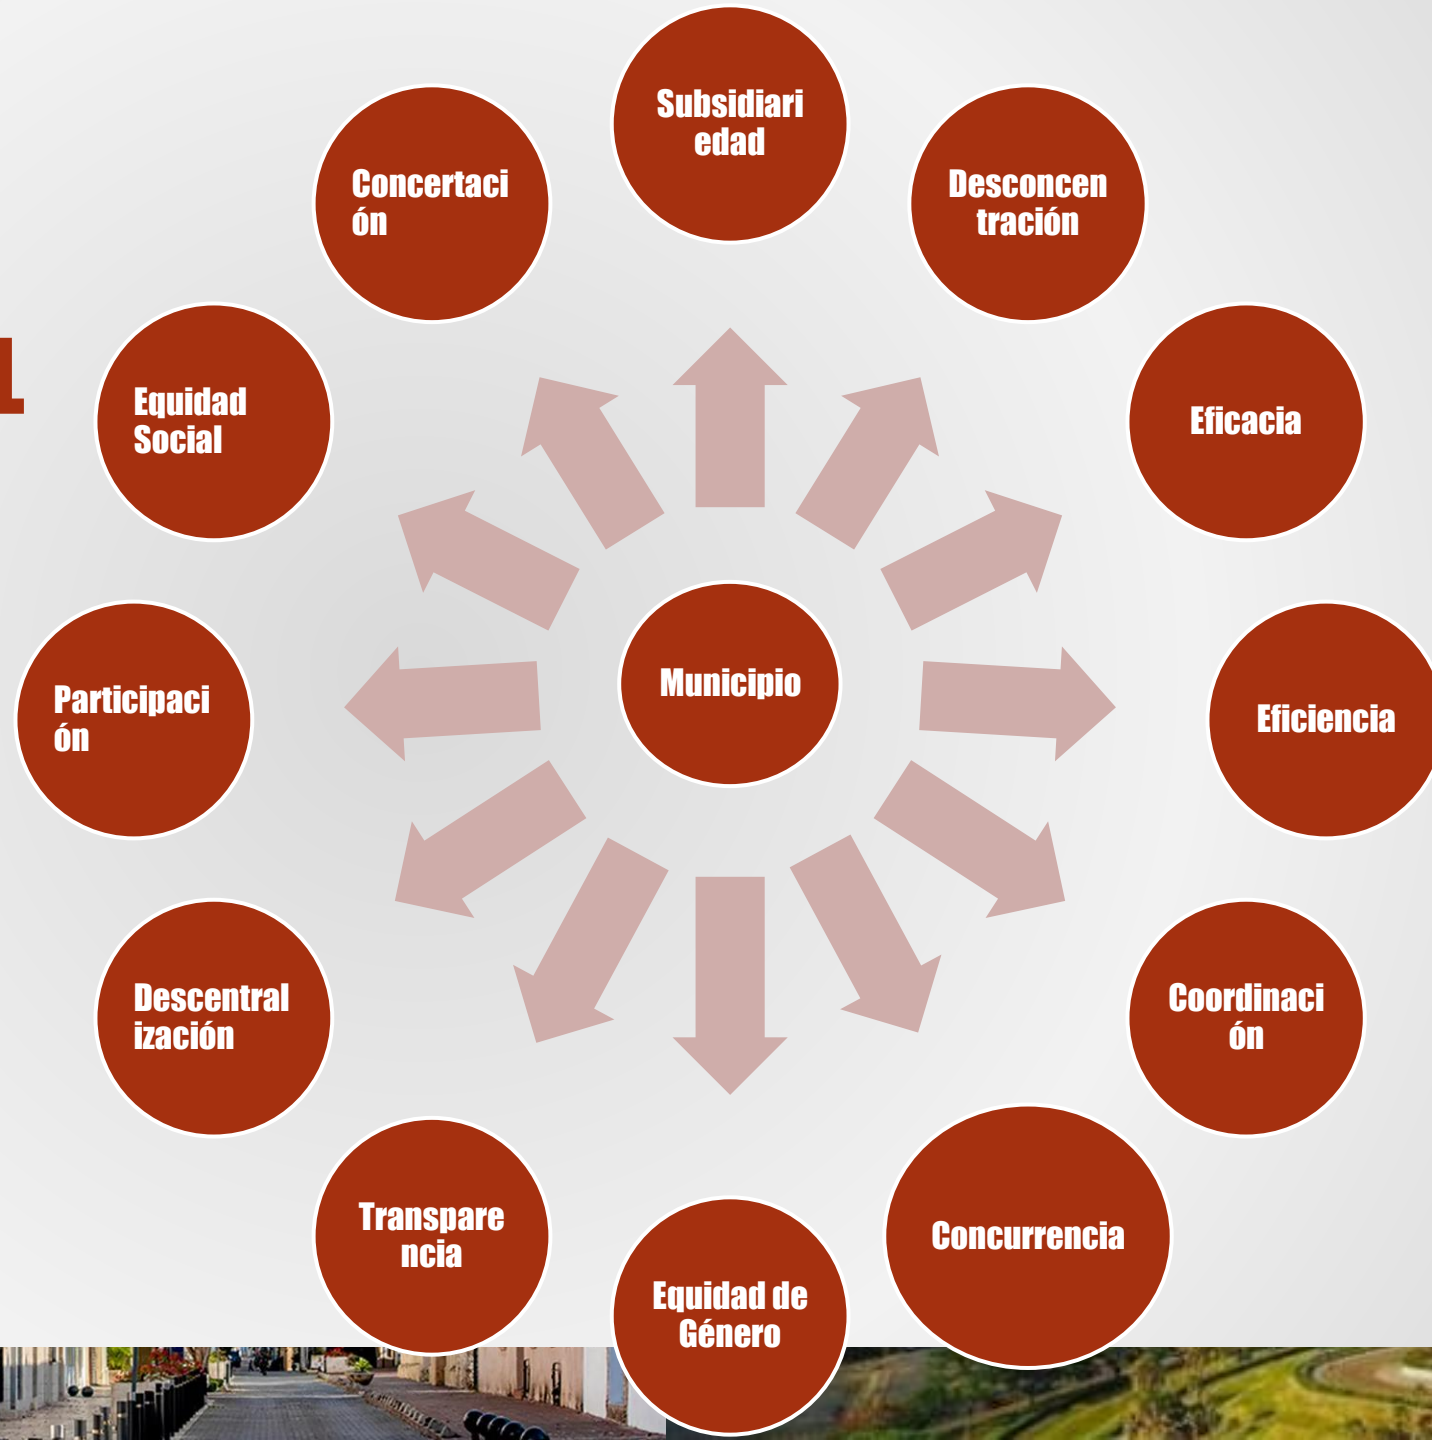 Subsidiari
edad
Desconcen
tración
Eficacia
Eficiencia
Coordinaci
ón
Concurrencia
Equidad de
Género
Transpare
ncia
Descentral
ización
Participaci
ón
Equidad
Social
Concertaci
ón
Municipio